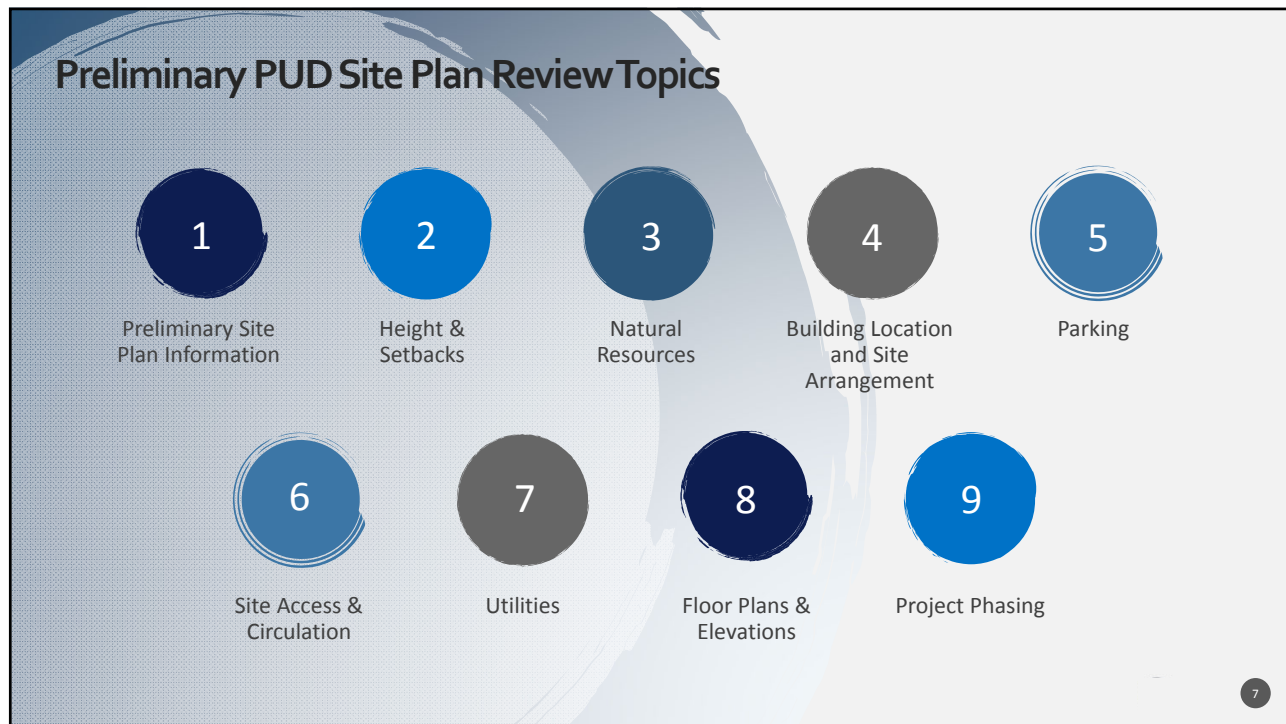 Preliminary PUD Site Plan Review Topics
1
2
3
4
5
Preliminary Site
Plan Information
Height &
Setbacks
Natural
Resources
Building Location
and Site
Arrangement
Parking
6
7
8
9
Site Access &
Circulation
Utilities
Floor Plans &
Elevations
Project Phasing
7